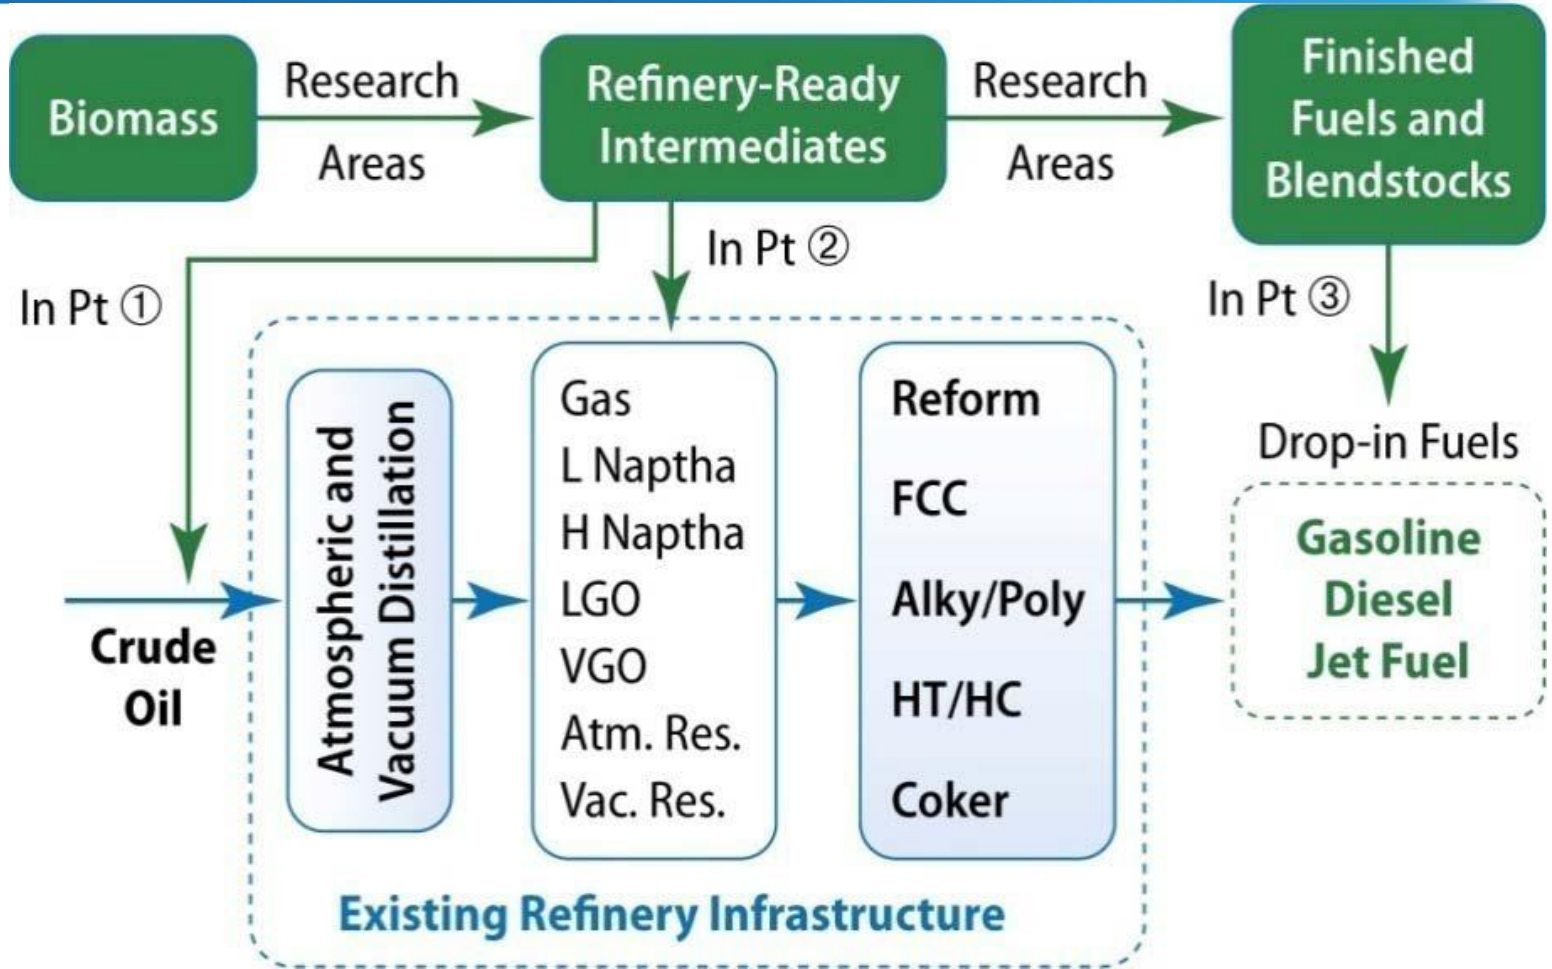 Biomass
Research
Areas
Refinery-Ready
Intermediates
Research
Areas
Finished
Fuels and
Blendstocks
In Pt ①
In Pt ②
In Pt ③
Crude
Oil
Atmospheric and
Vacuum Distillation
Gas
L Naptha
H Naptha
LGO
VGO
Atm. Res.
Vac. Res.
Reform
FCC
Alky/Poly
HT/HC
Coker
Drop-in Fuels
Gasoline
Diesel
Jet Fuel
Existing Refinery Infrastructure